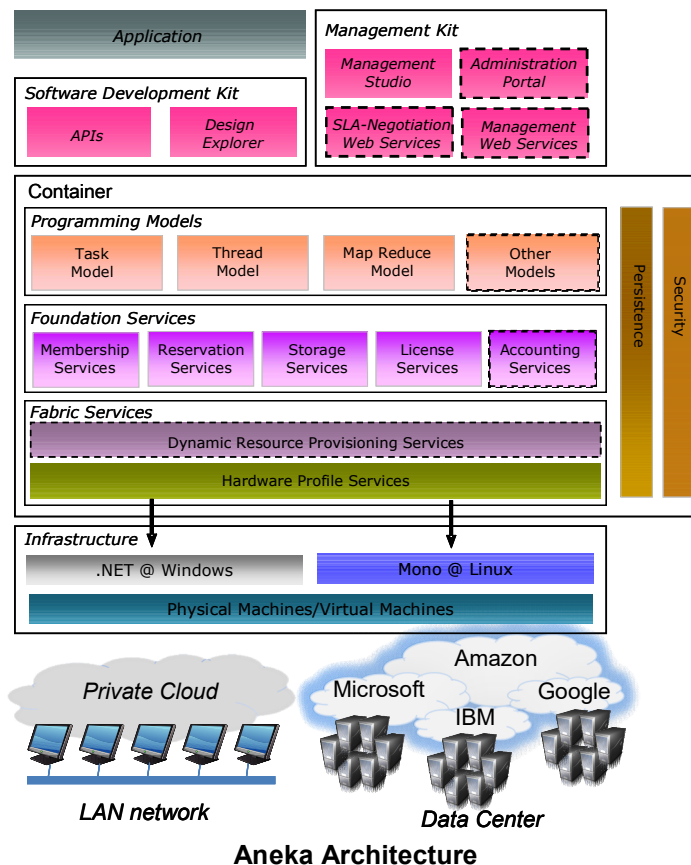 Application
Management Kit
Management
Studio
Administration
Portal
SLA-Negotiation
Web Services
Management
Web Services
Software Development Kit
APIs
Design
Explorer
Container
Programming Models
Task
Model
Thread
Model
Map Reduce
Model
Other
Models
Foundation Services
Membership
Services
Reservation
Services
Storage
Services
License
Services
Accounting
Services
Fabric Services
Dynamic Resource Provisioning Services
Hardware Profile Services
Persistence
Security
Infrastructure
.NET @ Windows
Mono @ Linux
Physical Machines/Virtual Machines
Private Cloud
LAN network
Amazon
Microsoft
Google
IBM
Data Center
Aneka Architecture